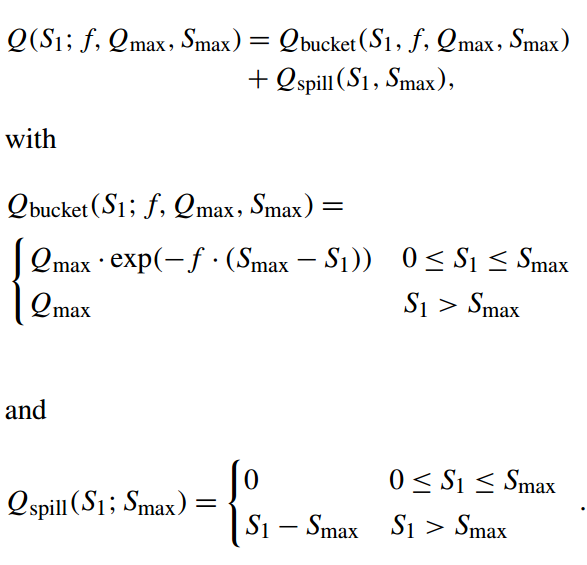 Q(S₁; f, Qmax, Smax) = Qbucket(S₁, f, Qmax, Smax)
+ Qspill(S₁, Smax),
with
Qbucket(S₁; f, Qmax, Smax) =
{ Qmax · exp(−f · (Smax − S₁)) 0 ≤ S₁ ≤ Smax
Qmax S₁ > Smax
and
Qspill(S₁; Smax) = { 0 0 ≤ S₁ ≤ Smax
S₁ − Smax S₁ > Smax .